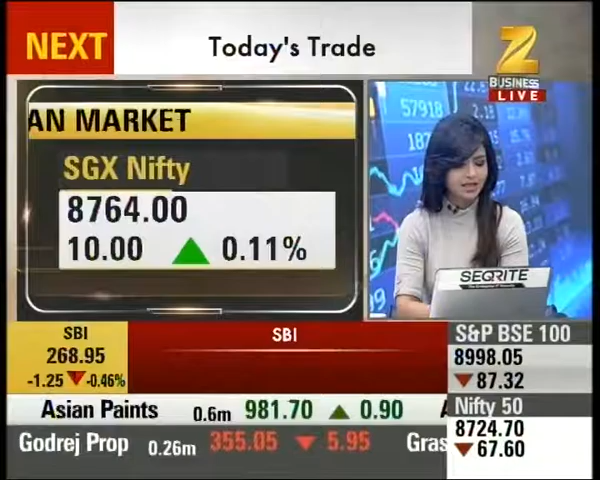 NEXT
Today's Trade
Z
BUSINESS
LIVE
AN MARKET
SGX Nifty
8764.00
10.00 ▲ 0.11%
57918
187
SEQRITE
SBI
268.95
-1.25 ▼ -0.46%
SBI
S&P BSE 100
8998.05
▼ 87.32
Nifty 50
8724.70
▼ 67.60
Asian Paints 0.6m 981.70 ▲ 0.90 A
Godrej Prop 0.26m 355.05 ▼ 5.95 Gras